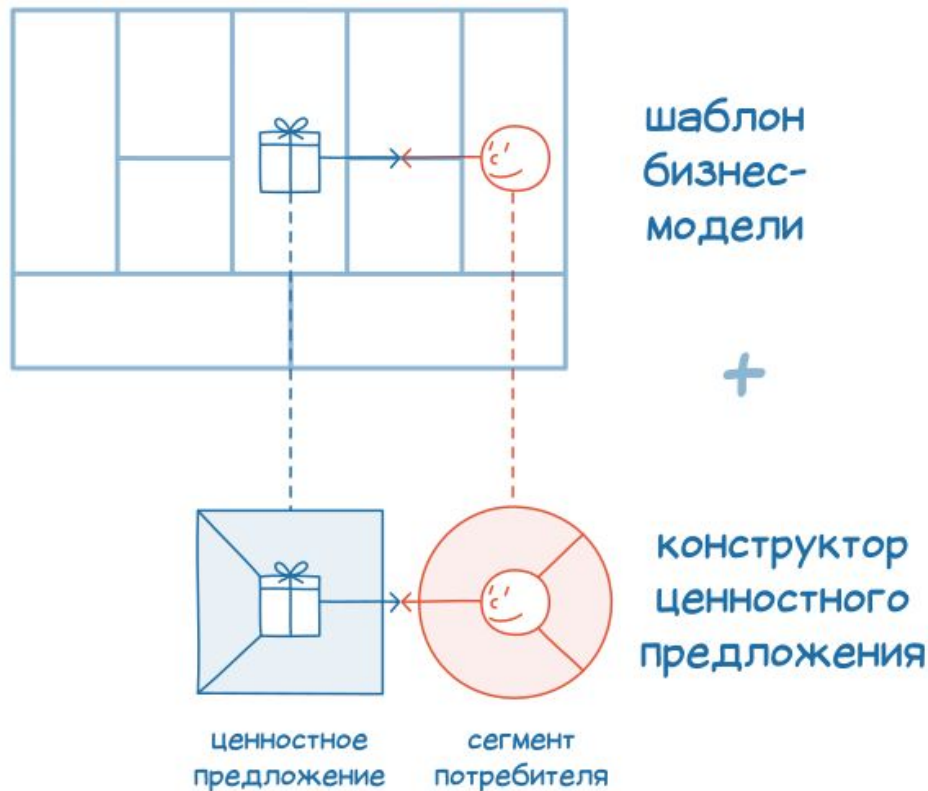 шаблон
бизнес-
модели
+
конструктор
ценностного
предложения
ценностное
предложение
сегмент
потребителя